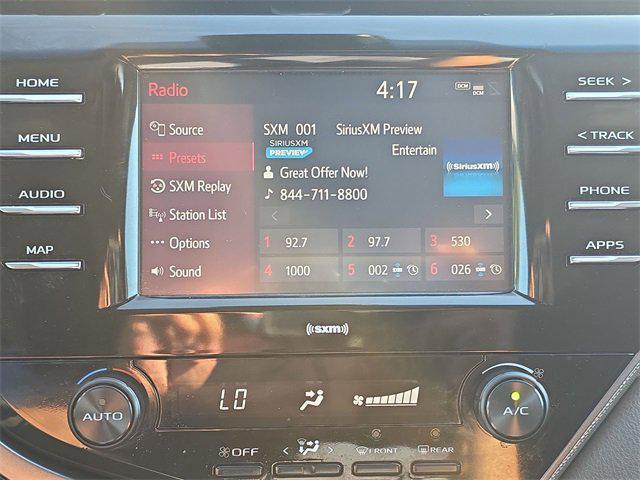 HOME
MENU
AUDIO
MAP
Radio
4:17
DCM
DCM
Source
Presets
SXM Replay
Station List
Options
Sound
SXM 001 SiriusXM Preview
SIRIUSXM
PREVIEW
Entertain
Great Offer Now!
844-711-8800
((SiriusXM))
< >
1 92.7
2 97.7
3 530
4 1000
5 002
6 026
SEEK >
< TRACK
PHONE
APPS
((sxm))
AUTO
LO
A/C
OFF
< >
FRONT
REAR